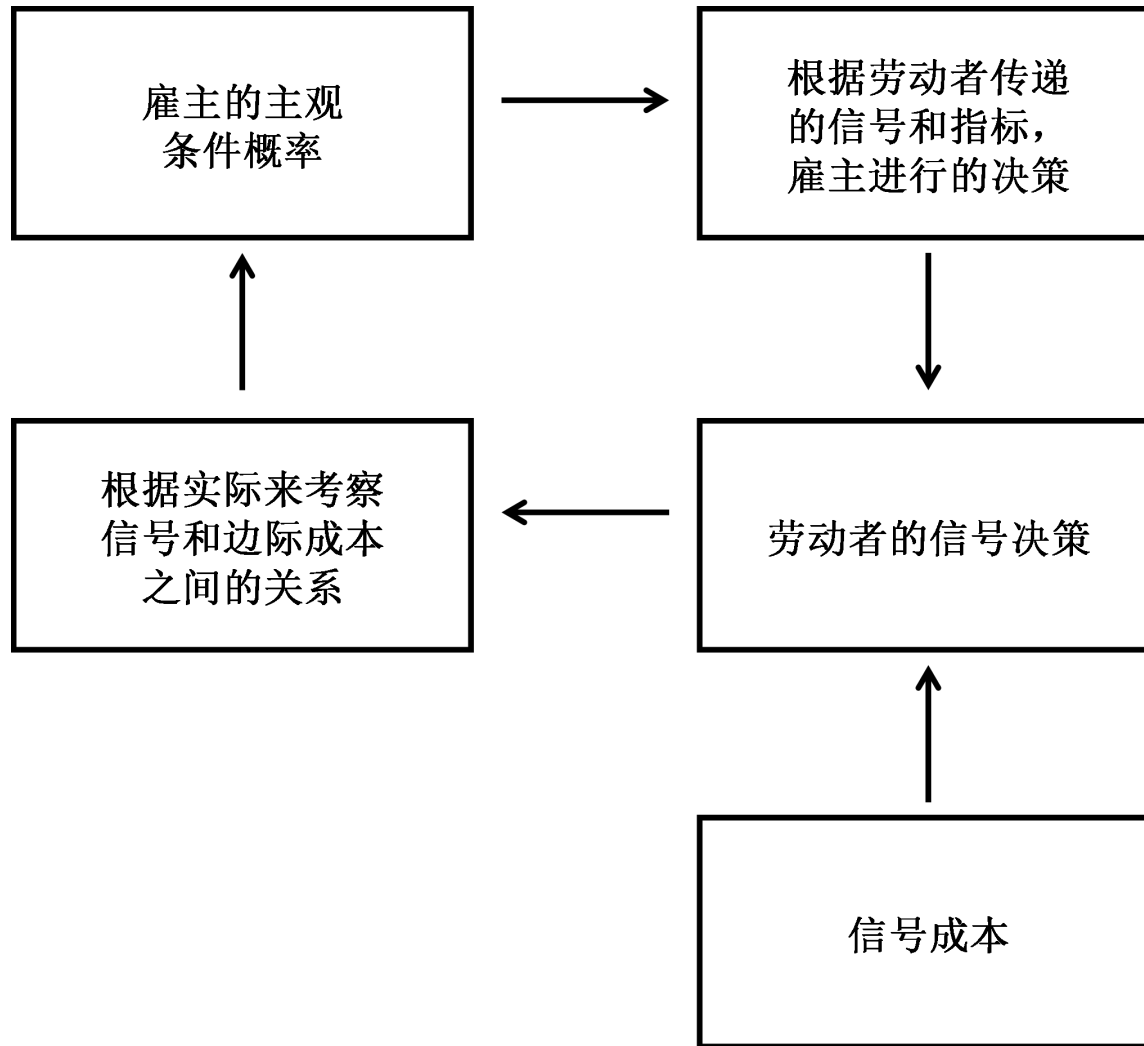 雇主的主观
条件概率
根据劳动者传递
的信号和指标，
雇主进行的决策
根据实际来考察
信号和边际成本
之间的关系
劳动者的信号决策
信号成本